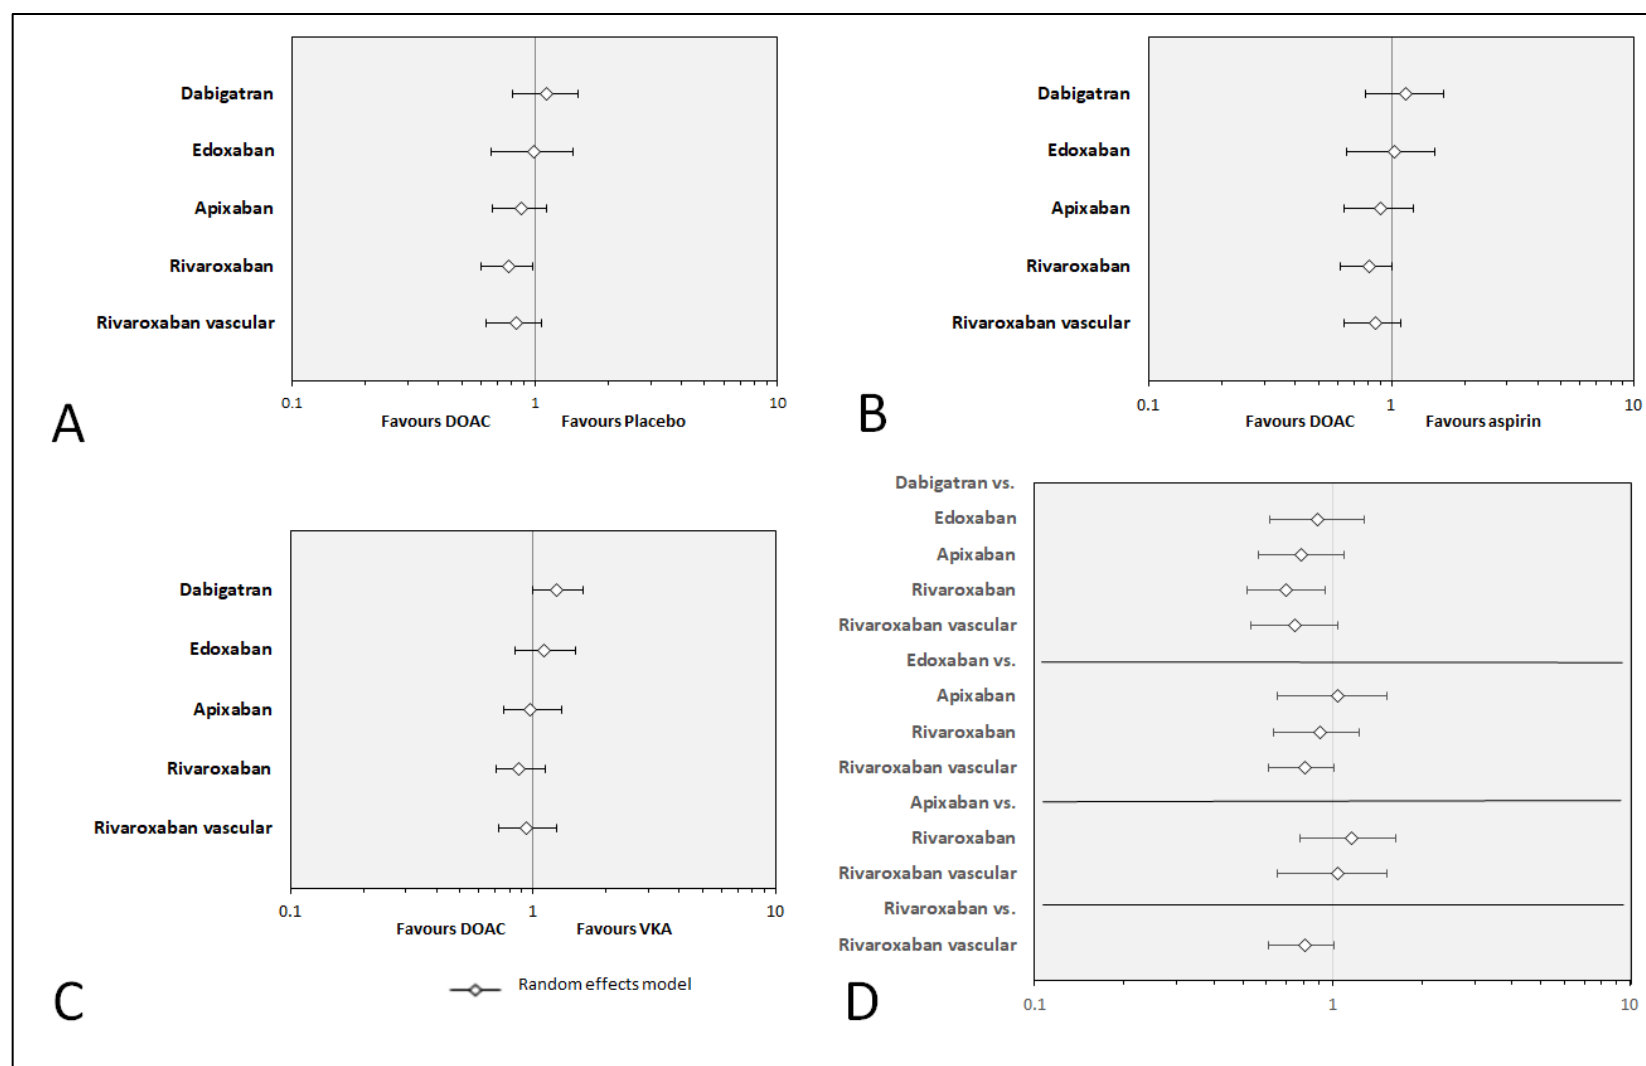 Dabigatran
Edoxaban
Apixaban
Rivaroxaban
Rivaroxaban vascular
0.1 1 10
Favours DOAC Favours Placebo
A
Dabigatran
Edoxaban
Apixaban
Rivaroxaban
Rivaroxaban vascular
0.1 1 10
Favours DOAC Favours aspirin
B
Dabigatran
Edoxaban
Apixaban
Rivaroxaban
Rivaroxaban vascular
0.1 1 10
Favours DOAC Favours VKA
Random effects model
C
Dabigatran vs.
Edoxaban
Apixaban
Rivaroxaban
Rivaroxaban vascular
Edoxaban vs.
Apixaban
Rivaroxaban
Rivaroxaban vascular
Apixaban vs.
Rivaroxaban
Rivaroxaban vascular
Rivaroxaban vs.
Rivaroxaban vascular
0.1 1 10
D